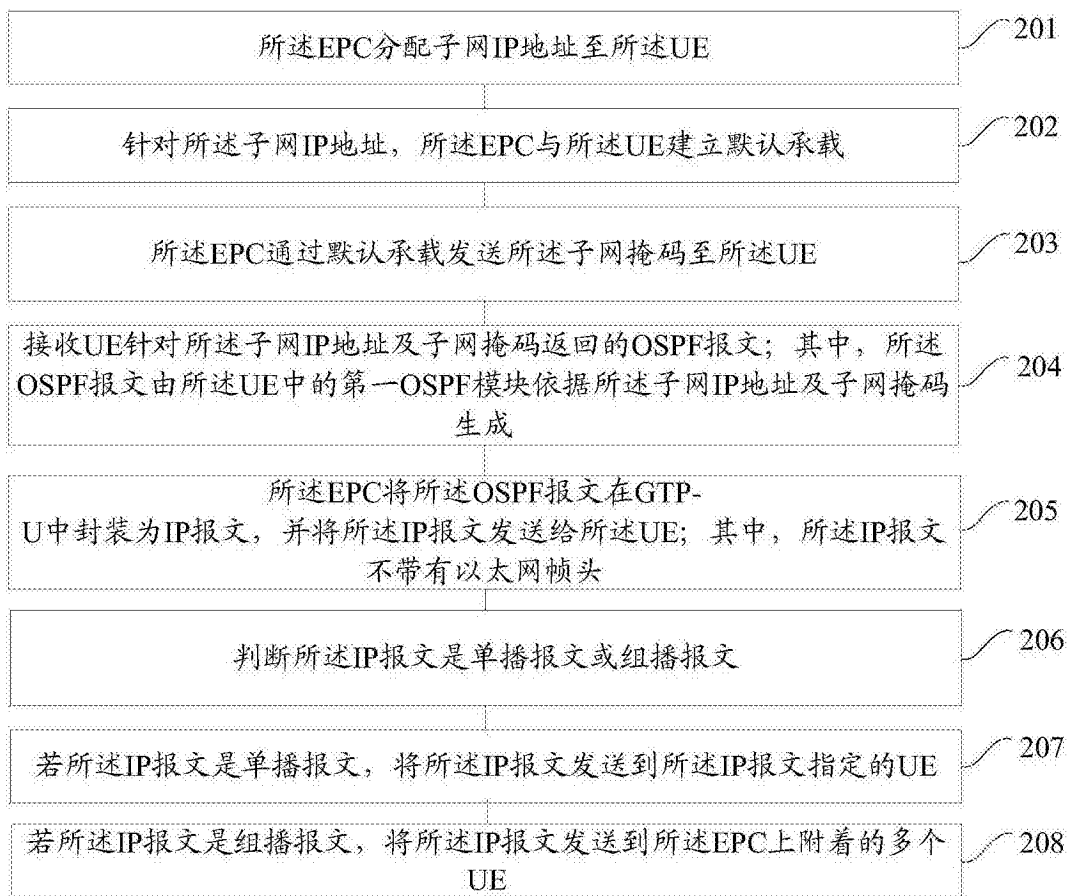 所述EPC分配子网IP地址至所述UE
201
针对所述子网IP地址，所述EPC与所述UE建立默认承载
202
所述EPC通过默认承载发送所述子网掩码至所述UE
203
接收UE针对所述子网IP地址及子网掩码返回的OSPF报文；其中，所述
OSPF报文由所述UE中的第一OSPF模块依据所述子网IP地址及子网掩码
生成
204
所述EPC将所述OSPF报文在GTP-
U中封装为IP报文，并将所述IP报文发送给所述UE；其中，所述IP报文
不带有以太网帧头
205
判断所述IP报文是单播报文或组播报文
206
若所述IP报文是单播报文，将所述IP报文发送到所述IP报文指定的UE
207
若所述IP报文是组播报文，将所述IP报文发送到所述EPC上附着的多个
UE
208